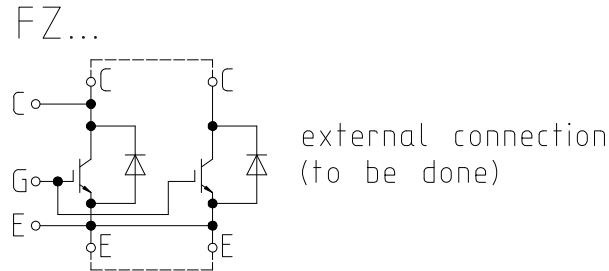 FZ...
C C
C
G
E
E E
external connection
(to be done)